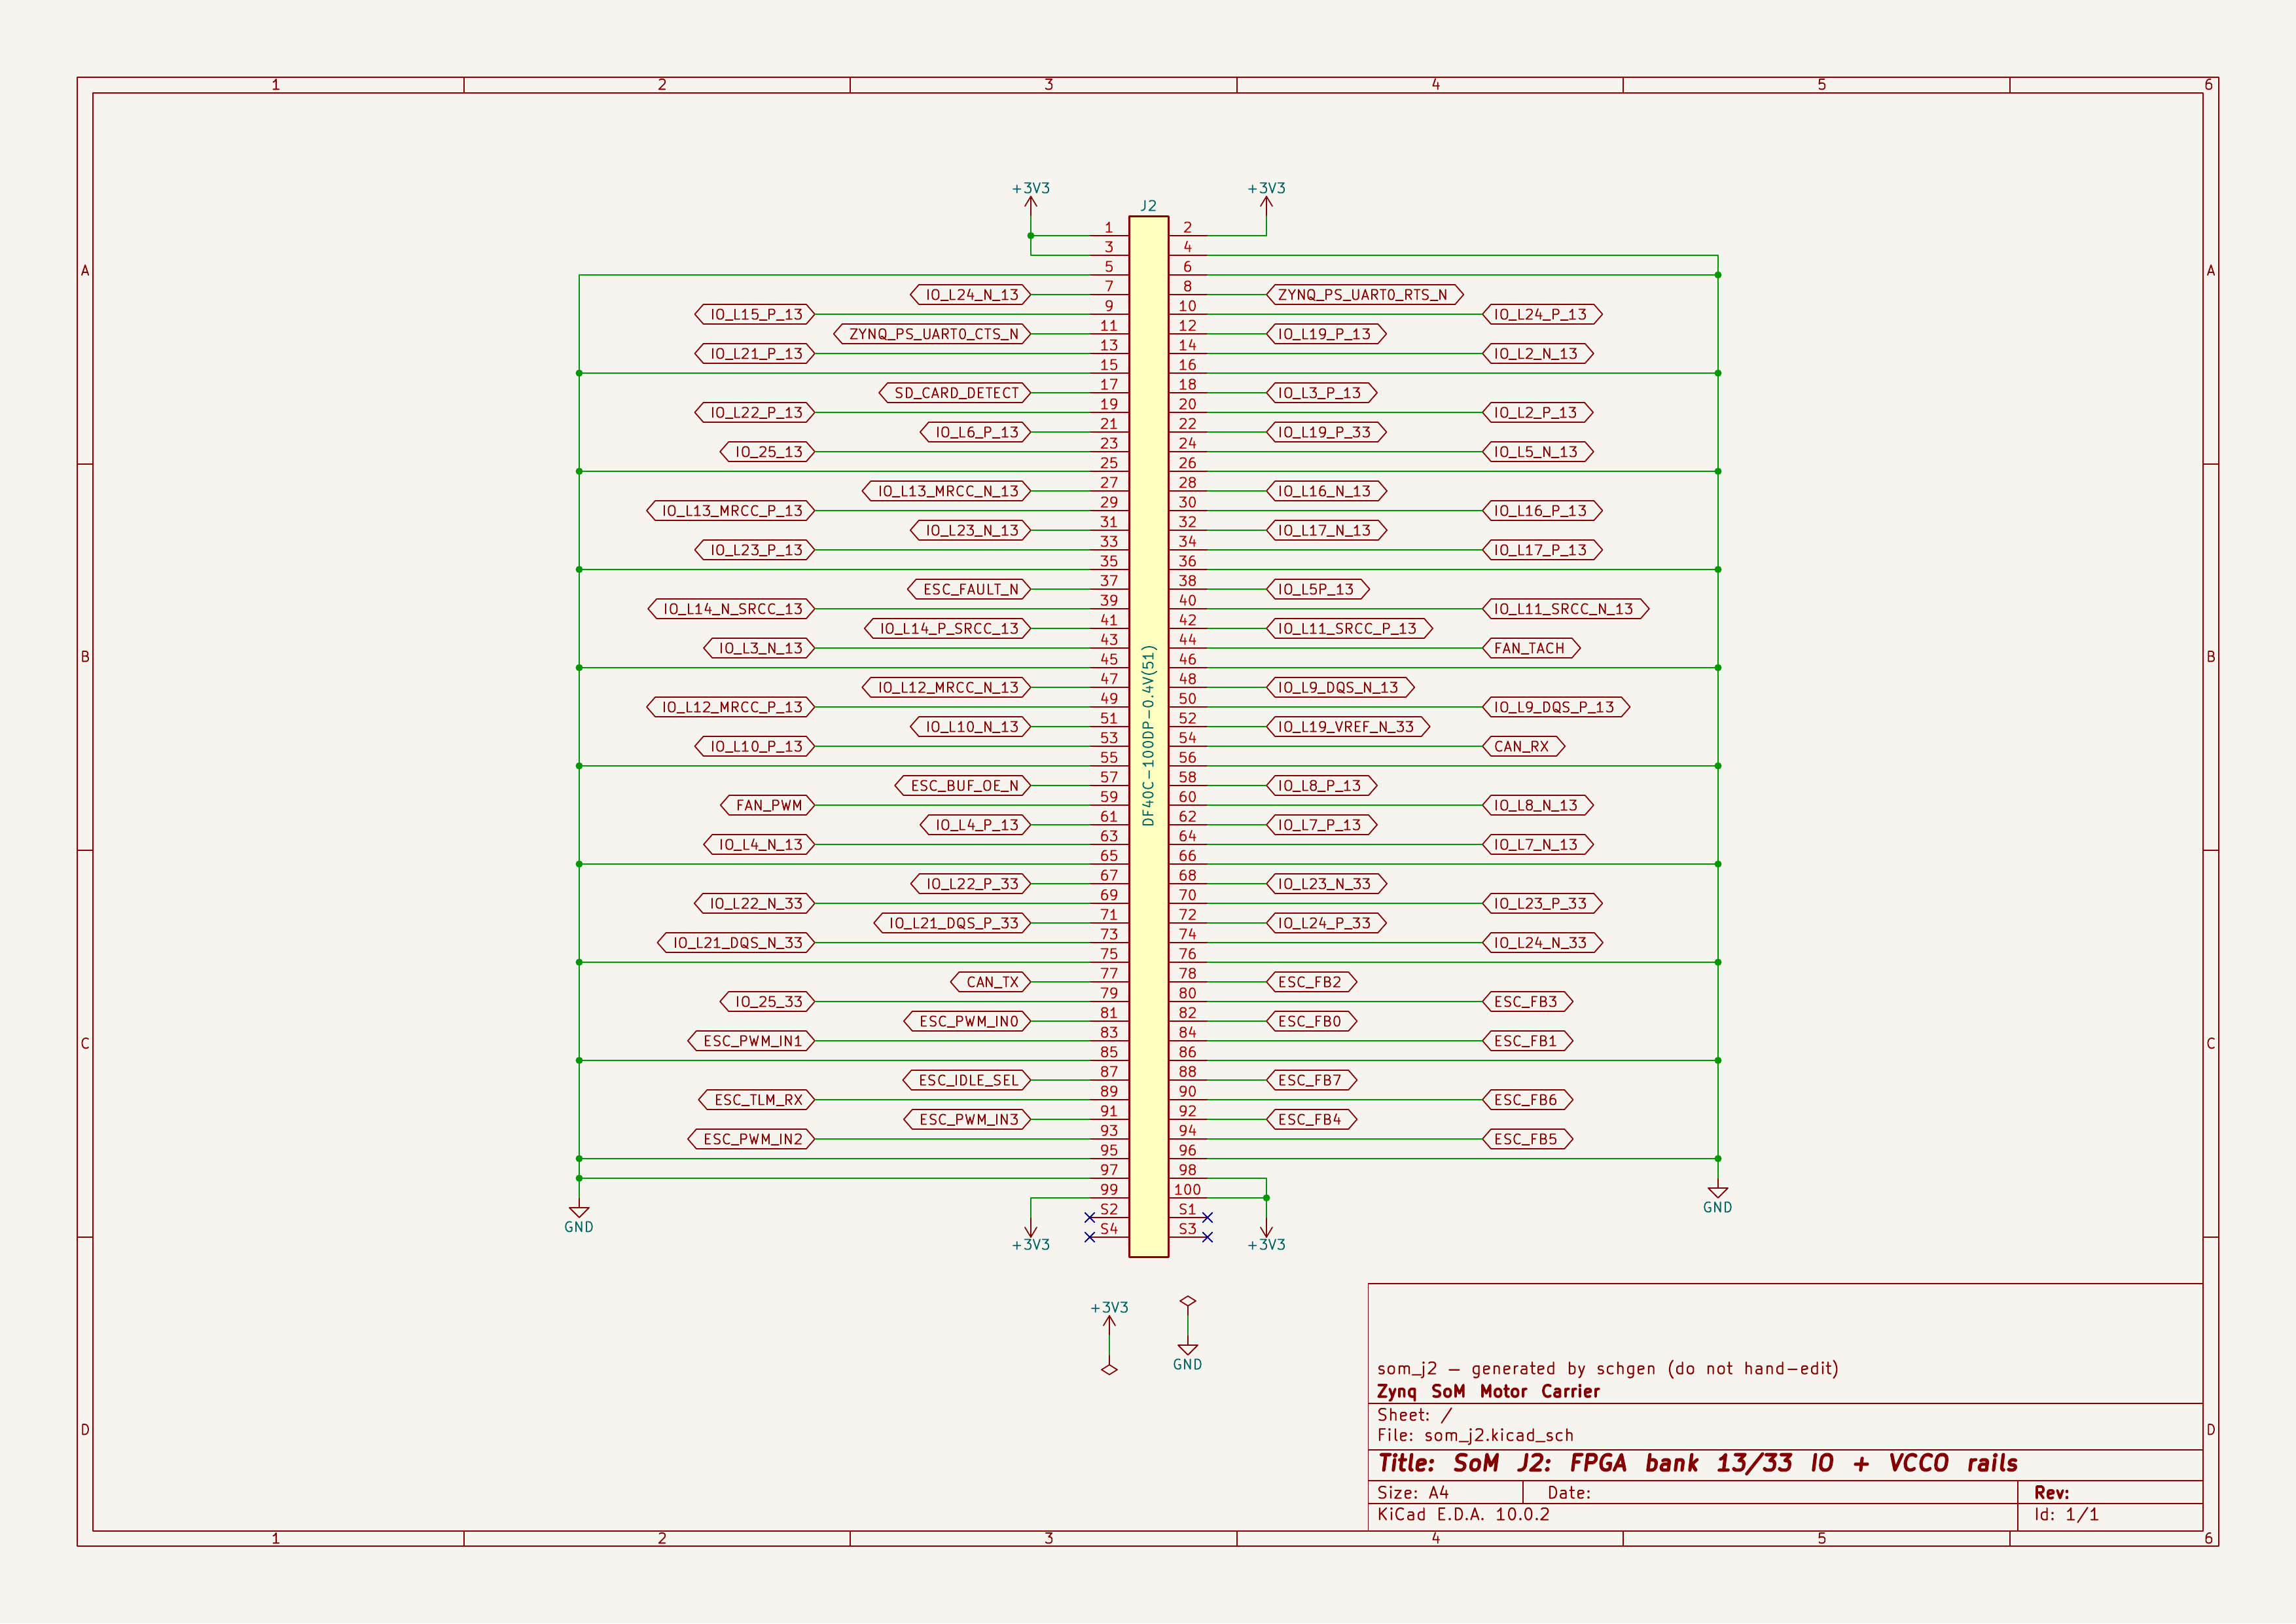 1 2 3 4 5 6
+3V3 +3V3
J2
1 2
3 4
A A
5 6
IO_L24_N_13 7 8 ZYNQ_PS_UART0_RTS_N
IO_L15_P_13 9 10 IO_L24_P_13
ZYNQ_PS_UART0_CTS_N 11 12 IO_L19_P_13
IO_L21_P_13 13 14 IO_L2_N_13
15 16
SD_CARD_DETECT 17 18 IO_L3_P_13
IO_L22_P_13 19 20 IO_L2_P_13
IO_L6_P_13 21 22 IO_L19_P_33
IO_25_13 23 24 IO_L5_N_13
25 26
IO_L13_MRCC_N_13 27 28 IO_L16_N_13
IO_L13_MRCC_P_13 29 30 IO_L16_P_13
IO_L23_N_13 31 32 IO_L17_N_13
IO_L23_P_13 33 34 IO_L17_P_13
35 36
ESC_FAULT_N 37 38 IO_L5P_13
IO_L14_N_SRCC_13 39 40 IO_L11_SRCC_N_13
IO_L14_P_SRCC_13 41 42 IO_L11_SRCC_P_13
IO_L3_N_13 43 44 FAN_TACH
B B
45 46
IO_L12_MRCC_N_13 47 48 IO_L9_DQS_N_13
IO_L12_MRCC_P_13 49 50 IO_L9_DQS_P_13
IO_L10_N_13 51 52 IO_L19_VREF_N_33
IO_L10_P_13 53 54 CAN_RX
DF40C-100DP-0.4V(51)
55 56
ESC_BUF_OE_N 57 58 IO_L8_P_13
FAN_PWM 59 60 IO_L8_N_13
IO_L4_P_13 61 62 IO_L7_P_13
IO_L4_N_13 63 64 IO_L7_N_13
65 66
IO_L22_P_33 67 68 IO_L23_N_33
IO_L22_N_33 69 70 IO_L23_P_33
IO_L21_DQS_P_33 71 72 IO_L24_P_33
IO_L21_DQS_N_33 73 74 IO_L24_N_33
75 76
CAN_TX 77 78 ESC_FB2
IO_25_33 79 80 ESC_FB3
ESC_PWM_IN0 81 82 ESC_FB0
C ESC_PWM_IN1 83 84 ESC_FB1 C
85 86
ESC_IDLE_SEL 87 88 ESC_FB7
ESC_TLM_RX 89 90 ESC_FB6
ESC_PWM_IN3 91 92 ESC_FB4
ESC_PWM_IN2 93 94 ESC_FB5
95 96
97 98
99 100
GND
S2 S1
GND
S4 S3
+3V3 +3V3
+3V3
GND
som_j2 — generated by schgen (do not hand-edit)
Zynq SoM Motor Carrier
Sheet: /
D D
File: som_j2.kicad_sch
Title: SoM J2: FPGA bank 13/33 IO + VCCO rails
Size: A4 Date: Rev:
KiCad E.D.A. 10.0.2 Id: 1/1
1 2 3 4 5 6